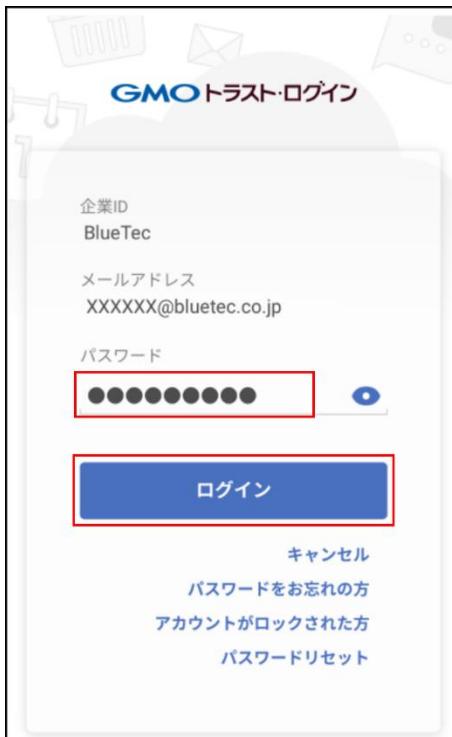 GMOトラスト・ログイン
企業ID
BlueTec
メールアドレス
XXXXXX@bluetec.co.jp
パスワード
●●●●●●●●●
ログイン
キャンセル
パスワードをお忘れの方
アカウントがロックされた方
パスワードリセット